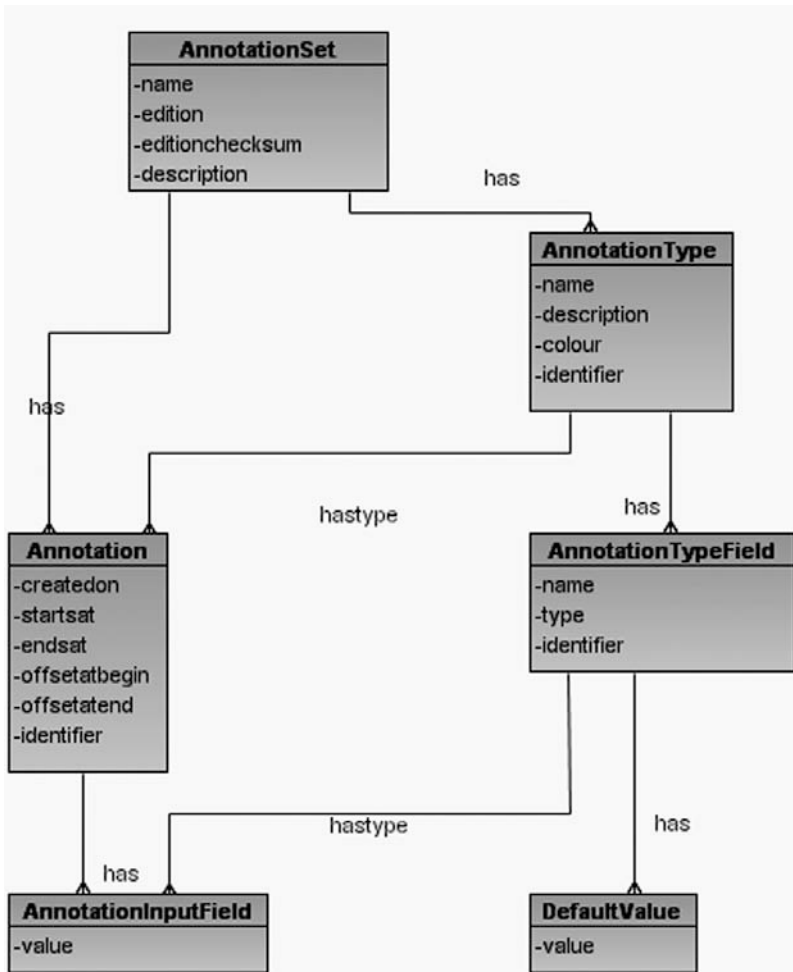 AnnotationSet
-name
-edition
-editionchecksum
-description
has
AnnotationType
-name
-description
-colour
-identifier
has
hastype
has
Annotation
-createdon
-startsat
-endsat
-offsetatbegin
-offsetatend
-identifier
AnnotationTypeField
-name
-type
-identifier
hastype
has
has
AnnotationInputField
-value
DefaultValue
-value